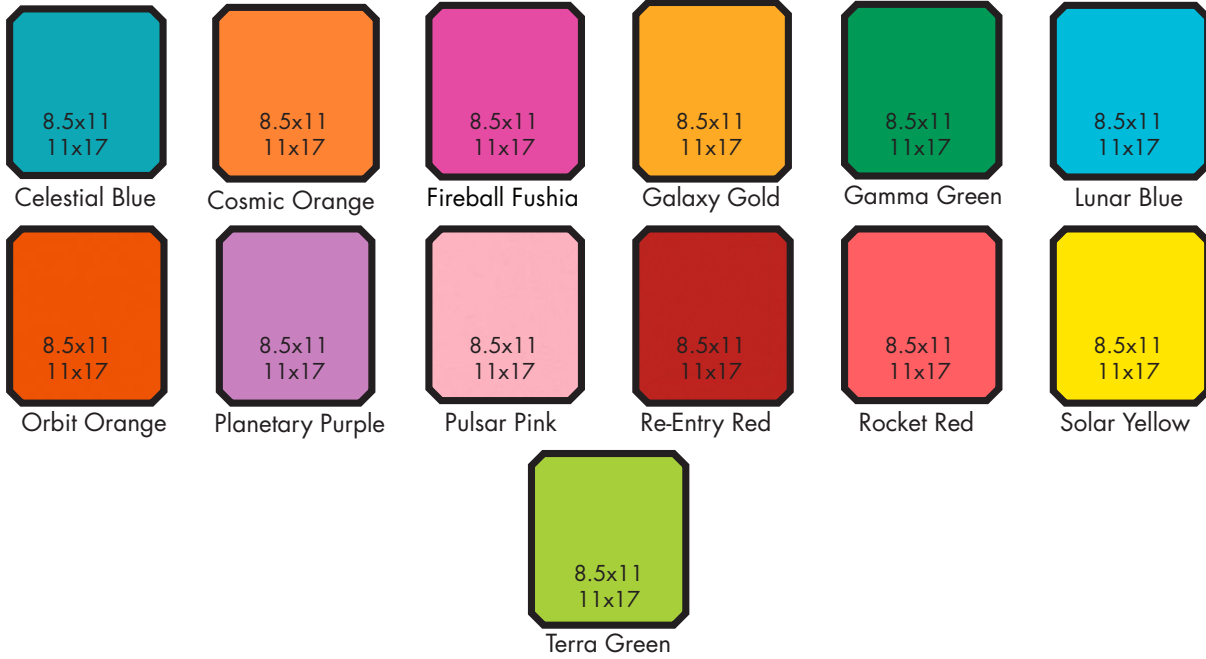 8.5x11
11x17
Celestial Blue
8.5x11
11x17
Cosmic Orange
8.5x11
11x17
Fireball Fushia
8.5x11
11x17
Galaxy Gold
8.5x11
11x17
Gamma Green
8.5x11
11x17
Lunar Blue
8.5x11
11x17
Orbit Orange
8.5x11
11x17
Planetary Purple
8.5x11
11x17
Pulsar Pink
8.5x11
11x17
Re-Entry Red
8.5x11
11x17
Rocket Red
8.5x11
11x17
Solar Yellow
8.5x11
11x17
Terra Green